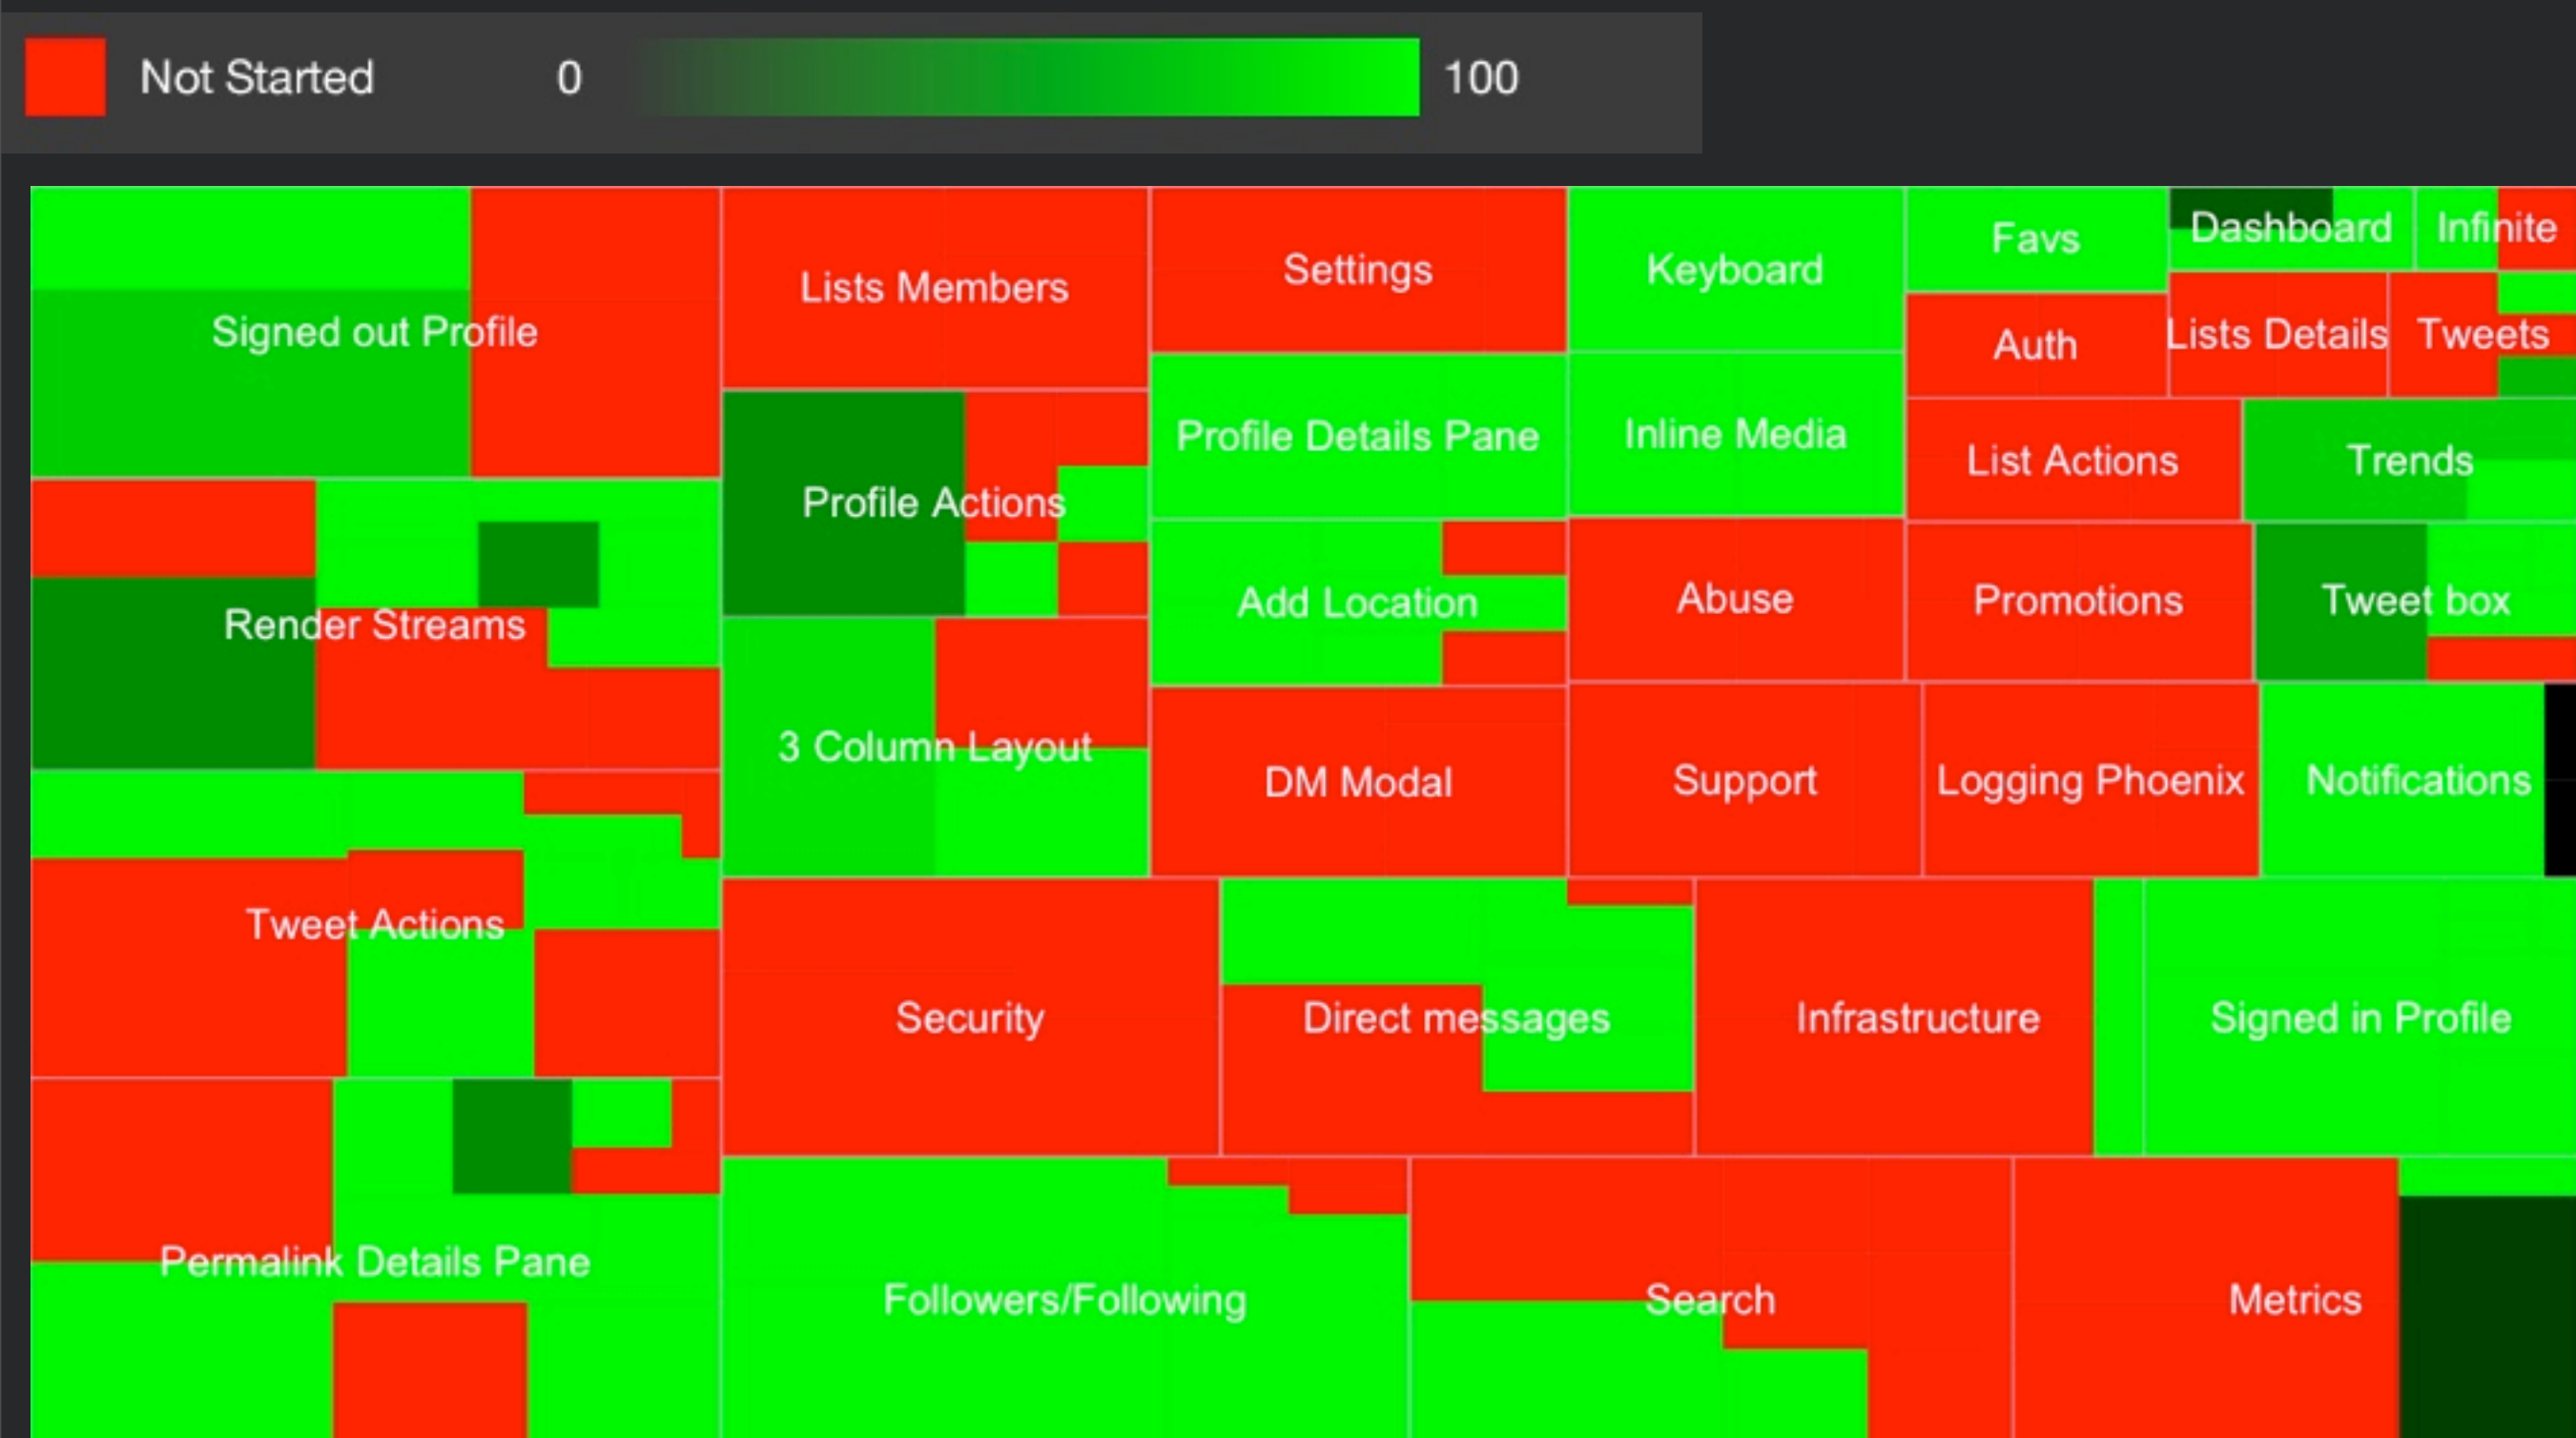 Not Started
0
100
Signed out Profile
Lists Members
Settings
Keyboard
Favs
Dashboard
Infinite
Auth
Lists Details
Tweets
Profile Details Pane
Inline Media
List Actions
Trends
Render Streams
Profile Actions
Add Location
Abuse
Promotions
Tweet box
3 Column Layout
DM Modal
Support
Logging Phoenix
Notifications
Tweet Actions
Security
Direct messages
Infrastructure
Signed in Profile
Permalink Details Pane
Followers/Following
Search
Metrics